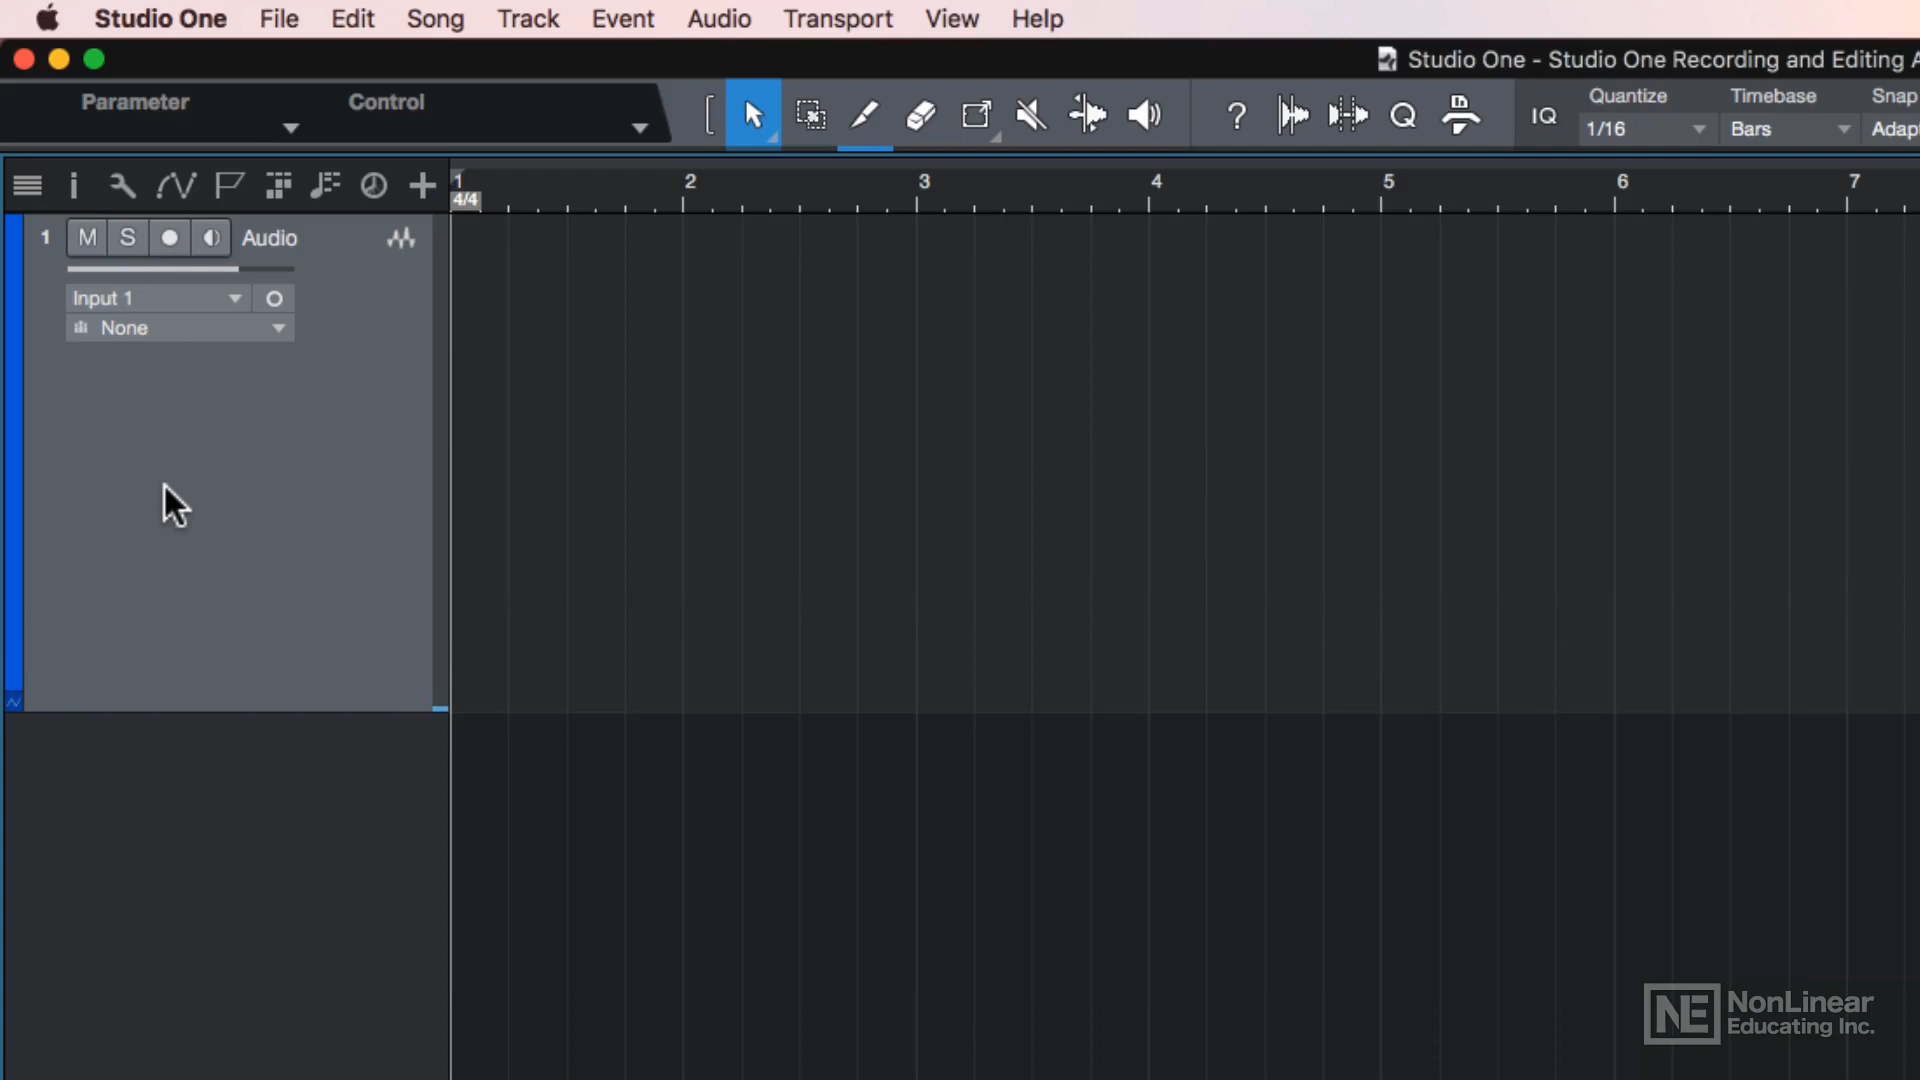 Studio One File Edit Song Track Event Audio Transport View Help
Studio One - Studio One Recording and Editing A
Parameter Control
? Q IQ Quantize Timebase Snap
1/16 Bars Adapt
i 1 2 3 4 5 6 7
4/4
1 M S Audio
Input 1
None
NE NonLinear
Educating Inc.